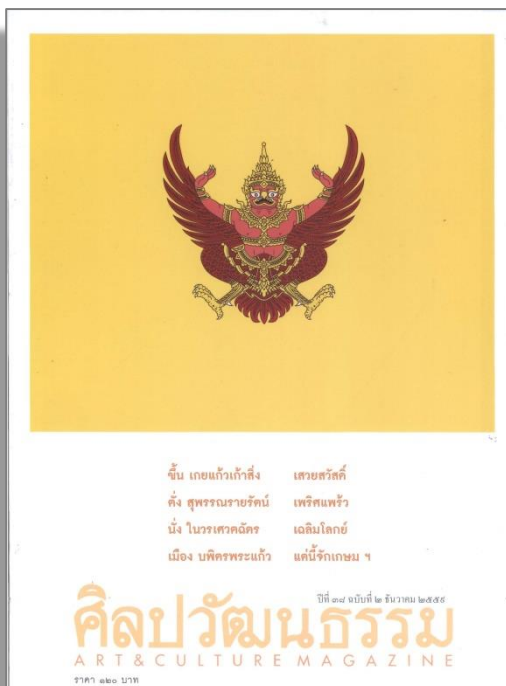 ขึ้น เกยแก้วเก้าสิ่ง เสวยสวัสดิ์
คั่ง สุพรรณรายรัตน์ เพริศแพร้ว
นั่ง ในวรเศวตฉัตร เฉลิมโลกย์
เมือง บพิตรพระแก้ว แต่นี้จักเกษม ฯ
ปีที่ ๓๘ ฉบับที่ ๒ ธันวาคม ๒๕๕๙
ศิลปวัฒนธรรม
ART & CULTURE MAGAZINE
ราคา ๑๒๐ บาท